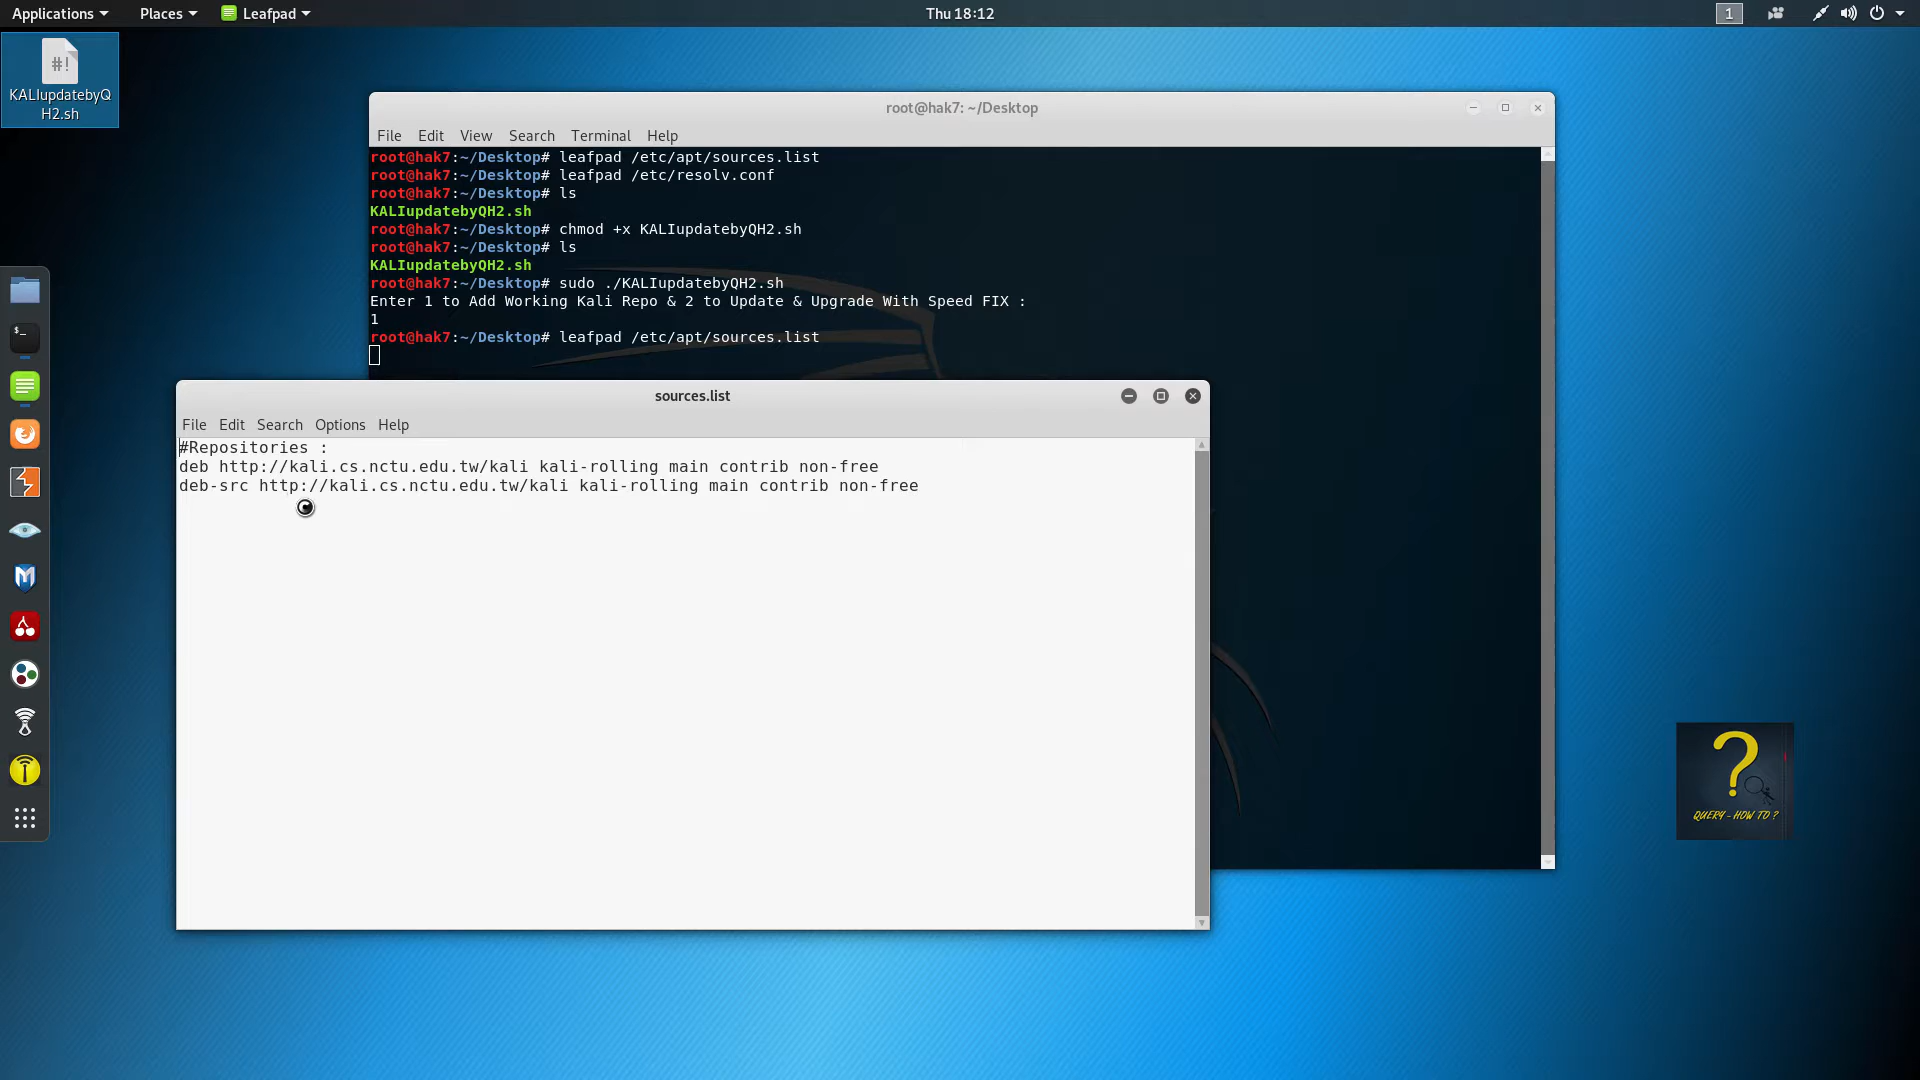 Applications Places Leafpad Thu 18:12 1
#!
KALIupdatebyQ
H2.sh
root@hak7: ~/Desktop
File Edit View Search Terminal Help
root@hak7:~/Desktop# leafpad /etc/apt/sources.list
root@hak7:~/Desktop# leafpad /etc/resolv.conf
root@hak7:~/Desktop# ls
KALIupdatebyQH2.sh
root@hak7:~/Desktop# chmod +x KALIupdatebyQH2.sh
root@hak7:~/Desktop# ls
KALIupdatebyQH2.sh
root@hak7:~/Desktop# sudo ./KALIupdatebyQH2.sh
Enter 1 to Add Working Kali Repo & 2 to Update & Upgrade With Speed FIX :
1
root@hak7:~/Desktop# leafpad /etc/apt/sources.list
sources.list
File Edit Search Options Help
#Repositories :
deb http://kali.cs.nctu.edu.tw/kali kali-rolling main contrib non-free
deb-src http://kali.cs.nctu.edu.tw/kali kali-rolling main contrib non-free
$_
?
QUERY - HOW TO ?